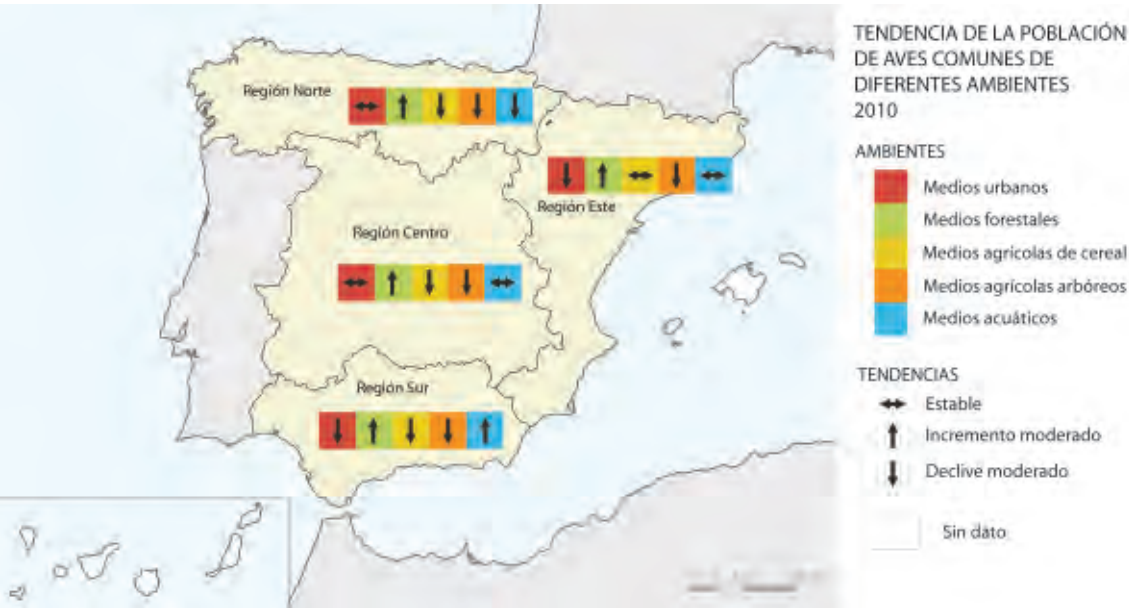 TENDENCIA DE LA POBLACIÓN
DE AVES COMUNES DE
DIFERENTES AMBIENTES
2010
AMBIENTES
Medios urbanos
Medios forestales
Medios agrícolas de cereal
Medios agrícolas arbóreos
Medios acuáticos
TENDENCIAS
Estable
Incremento moderado
Declive moderado
Sin dato
Región Norte
Región Este
Región Centro
Región Sur